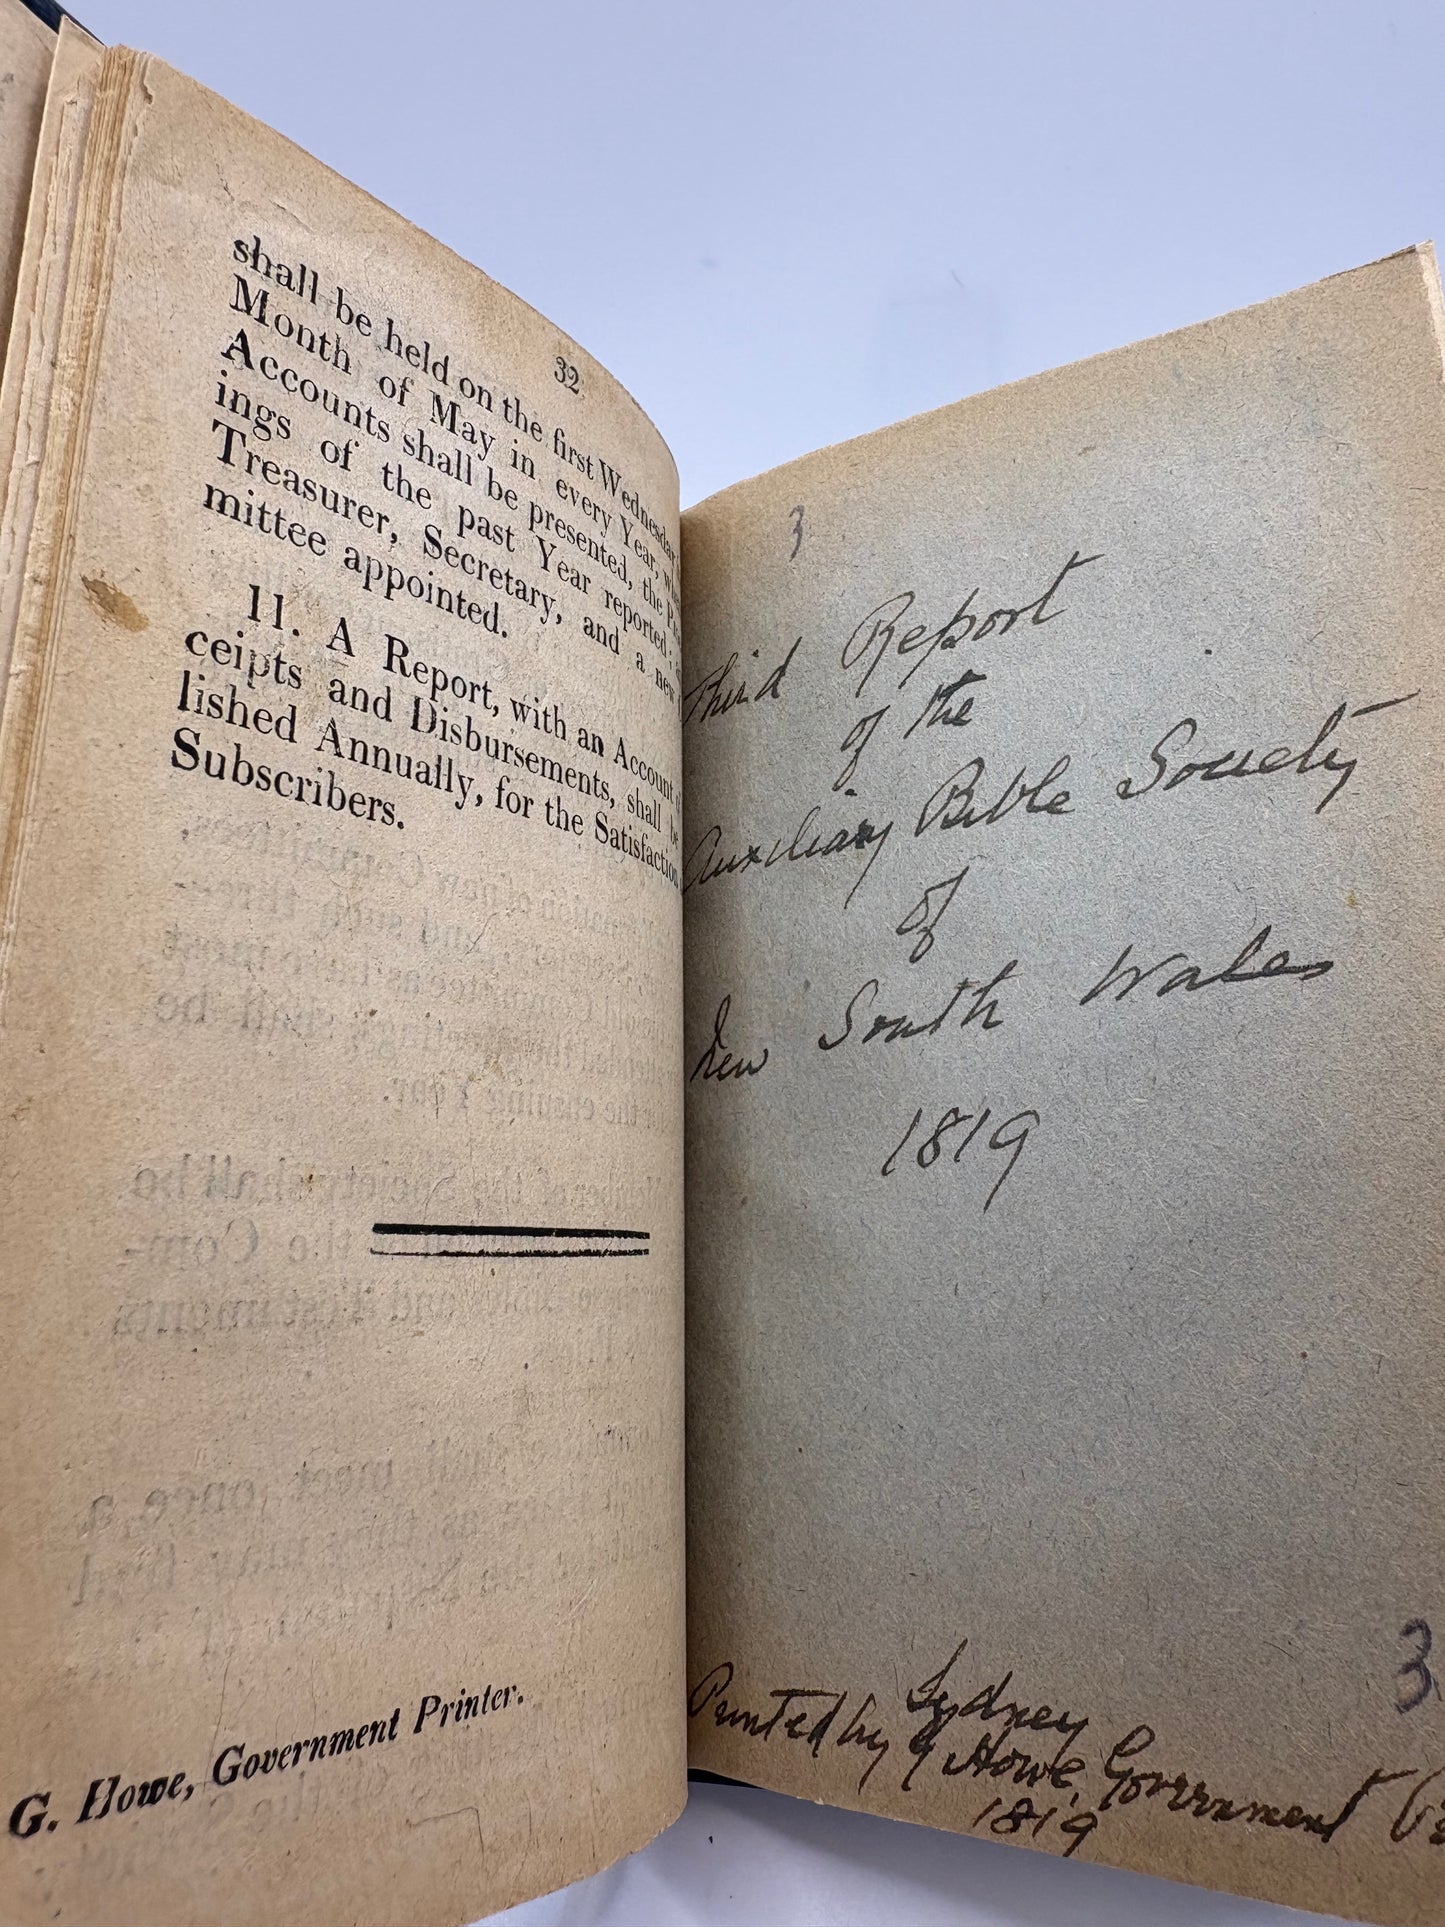 32
shall be held on the first Wednesday
Month of May in every Year,
Accounts shall be presented, the
ings of the past Year reported;
Treasurer, Secretary, and a new
mittee appointed.
11. A Report, with an Account
ceipts and Disbursements, shall be
lished Annually, for the Satisfaction
Subscribers.
G. Howe, Government Printer.
3
Third Report
of the
Auxiliary Bible Society
of
New South Wales
1819
3
Sydney
Printed by G Howe, Government
1819